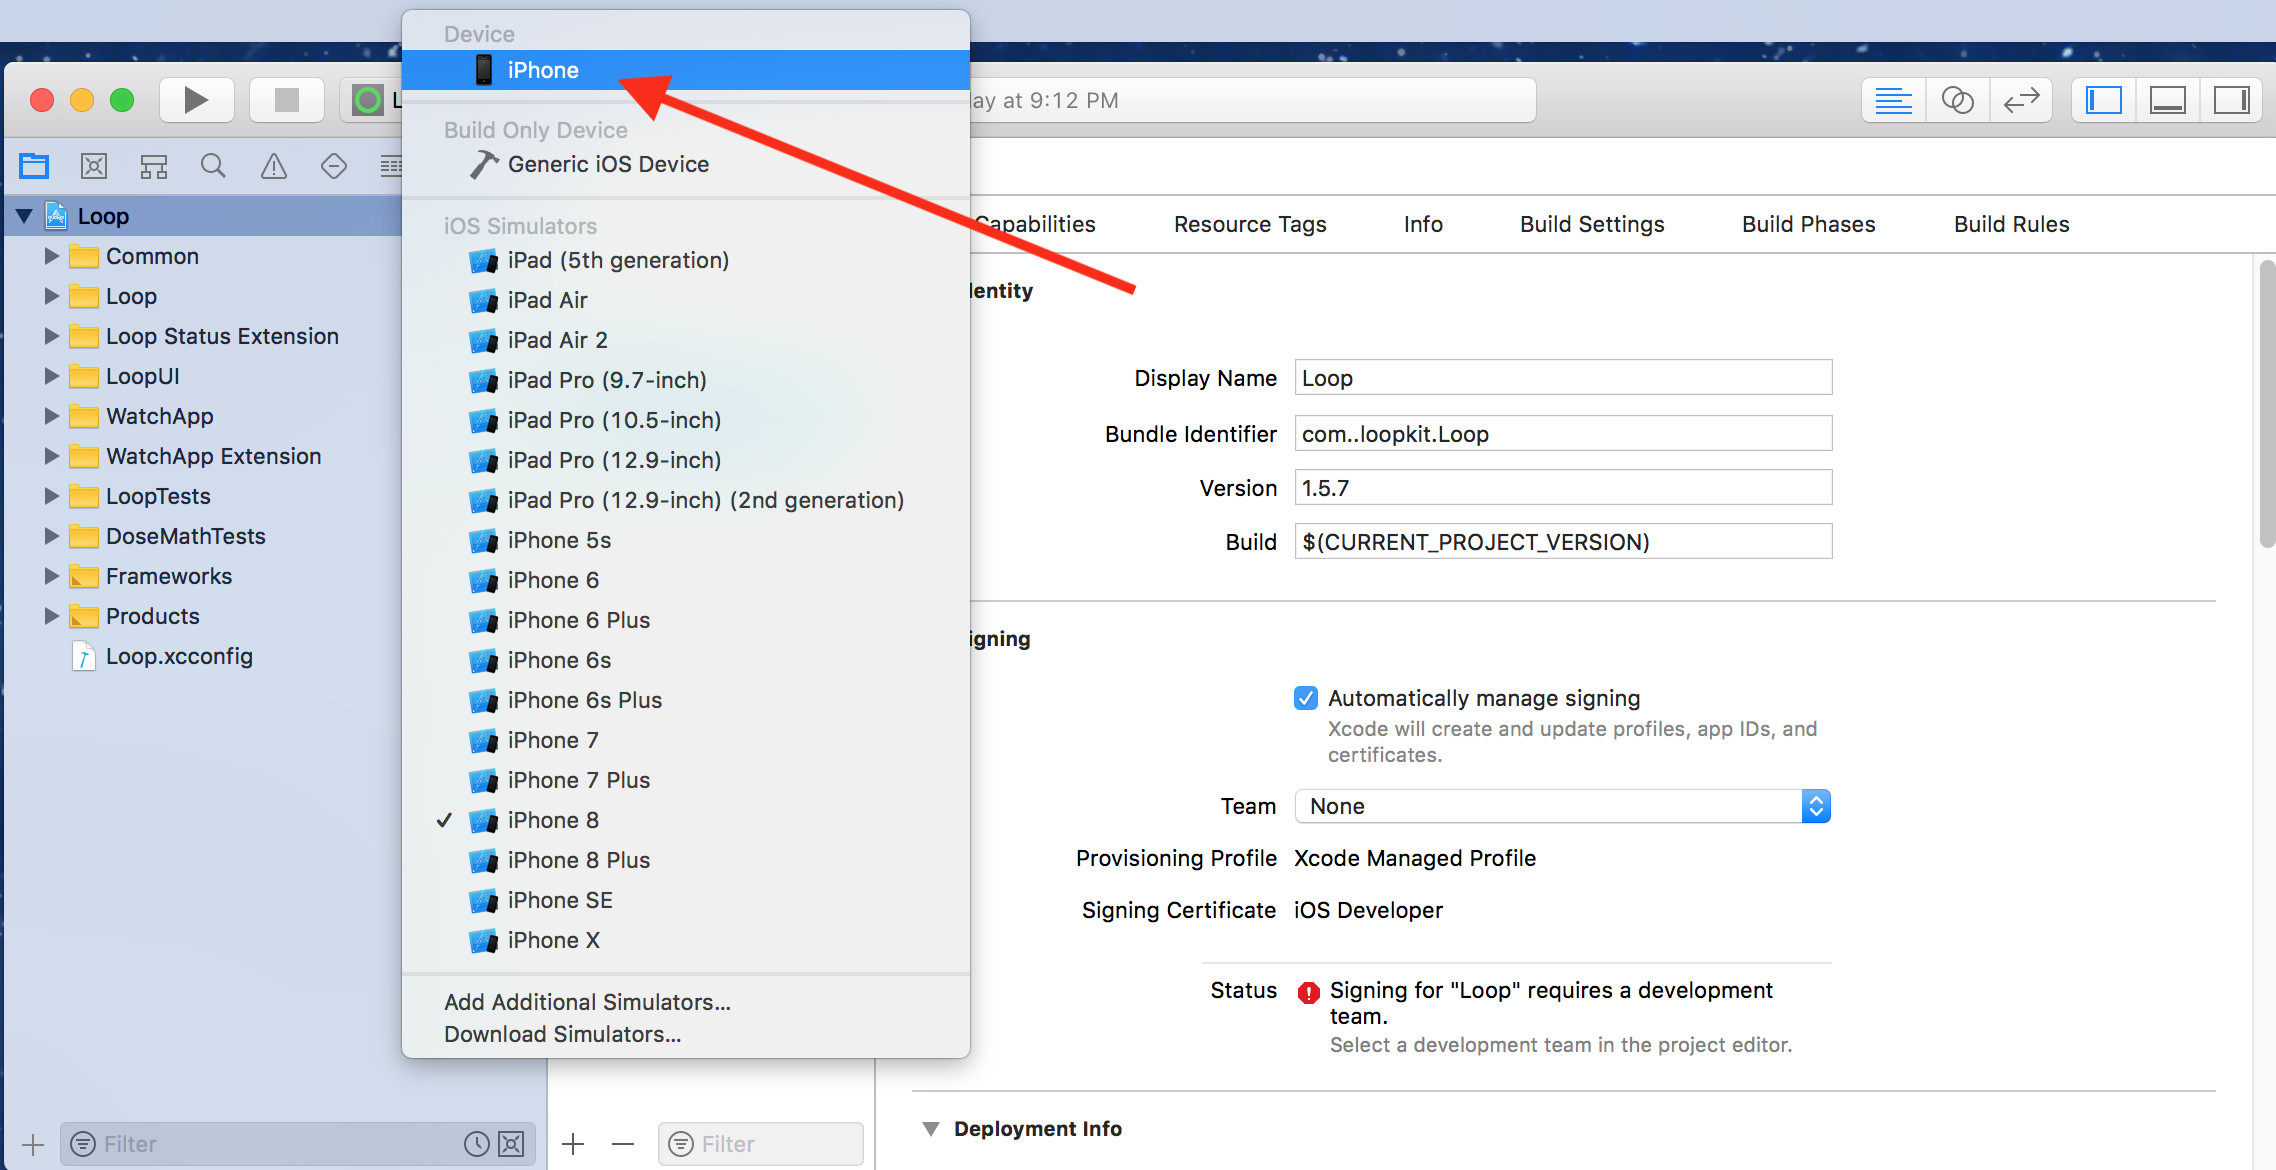 Device
iPhone
L
ay at 9:12 PM
Build Only Device
Generic iOS Device
iOS Simulators
iPad (5th generation)
iPad Air
iPad Air 2
iPad Pro (9.7-inch)
iPad Pro (10.5-inch)
iPad Pro (12.9-inch)
iPad Pro (12.9-inch) (2nd generation)
iPhone 5s
iPhone 6
iPhone 6 Plus
iPhone 6s
iPhone 6s Plus
iPhone 7
iPhone 7 Plus
iPhone 8
iPhone 8 Plus
iPhone SE
iPhone X
Add Additional Simulators...
Download Simulators...
Loop
Common
Loop
Loop Status Extension
LoopUI
WatchApp
WatchApp Extension
LoopTests
DoseMathTests
Frameworks
Products
Loop.xcconfig
Filter
Filter
Capabilities
Resource Tags
Info
Build Settings
Build Phases
Build Rules
dentity
Display Name Loop
Bundle Identifier com..loopkit.Loop
Version 1.5.7
Build $(CURRENT_PROJECT_VERSION)
igning
Automatically manage signing
Xcode will create and update profiles, app IDs, and
certificates.
Team None
Provisioning Profile Xcode Managed Profile
Signing Certificate iOS Developer
Status Signing for "Loop" requires a development
team.
Select a development team in the project editor.
Deployment Info